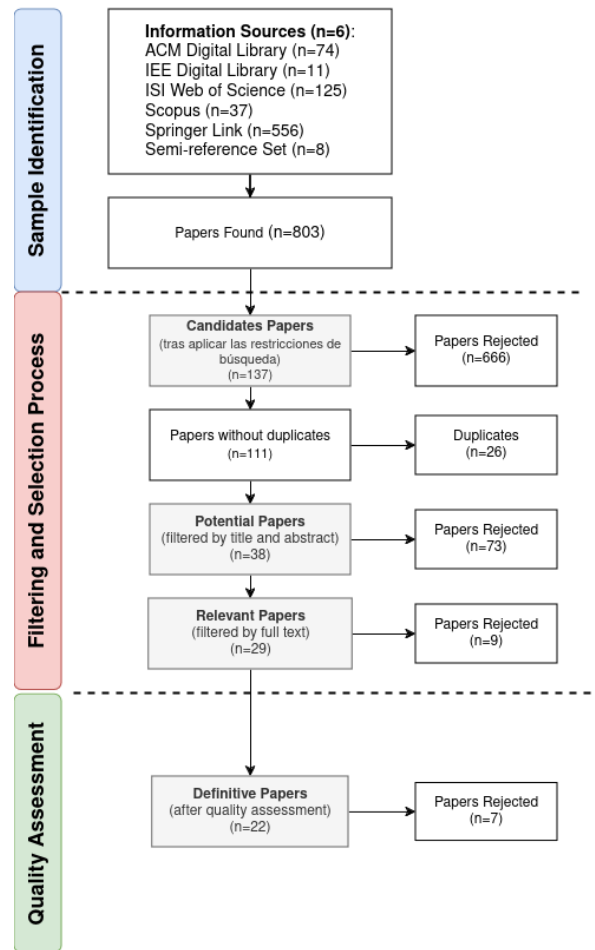 Sample Identification
Information Sources (n=6):
ACM Digital Library (n=74)
IEE Digital Library (n=11)
ISI Web of Science (n=125)
Scopus (n=37)
Springer Link (n=556)
Semi-reference Set (n=8)
Papers Found (n=803)
Filtering and Selection Process
Candidates Papers
(tras aplicar las restricciones de
búsqueda)
(n=137)
Papers Rejected
(n=666)
Papers without duplicates
(n=111)
Duplicates
(n=26)
Potential Papers
(filtered by title and abstract)
(n=38)
Papers Rejected
(n=73)
Relevant Papers
(filtered by full text)
(n=29)
Papers Rejected
(n=9)
Quality Assessment
Definitive Papers
(after quality assessment)
(n=22)
Papers Rejected
(n=7)